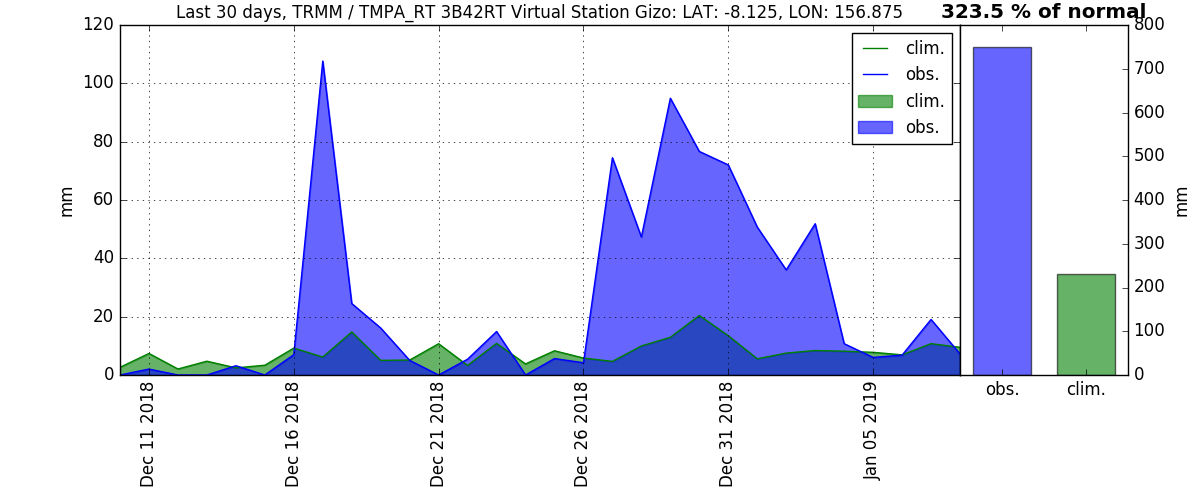 Last 30 days, TRMM / TMPA_RT 3B42RT Virtual Station Gizo: LAT: -8.125, LON: 156.875
323.5 % of normal
120
100
80
60
40
20
0
mm
clim.
obs.
clim.
obs.
800
700
600
500
400
300
200
100
0
mm
Dec 11 2018
Dec 16 2018
Dec 21 2018
Dec 26 2018
Dec 31 2018
Jan 05 2019
obs.
clim.